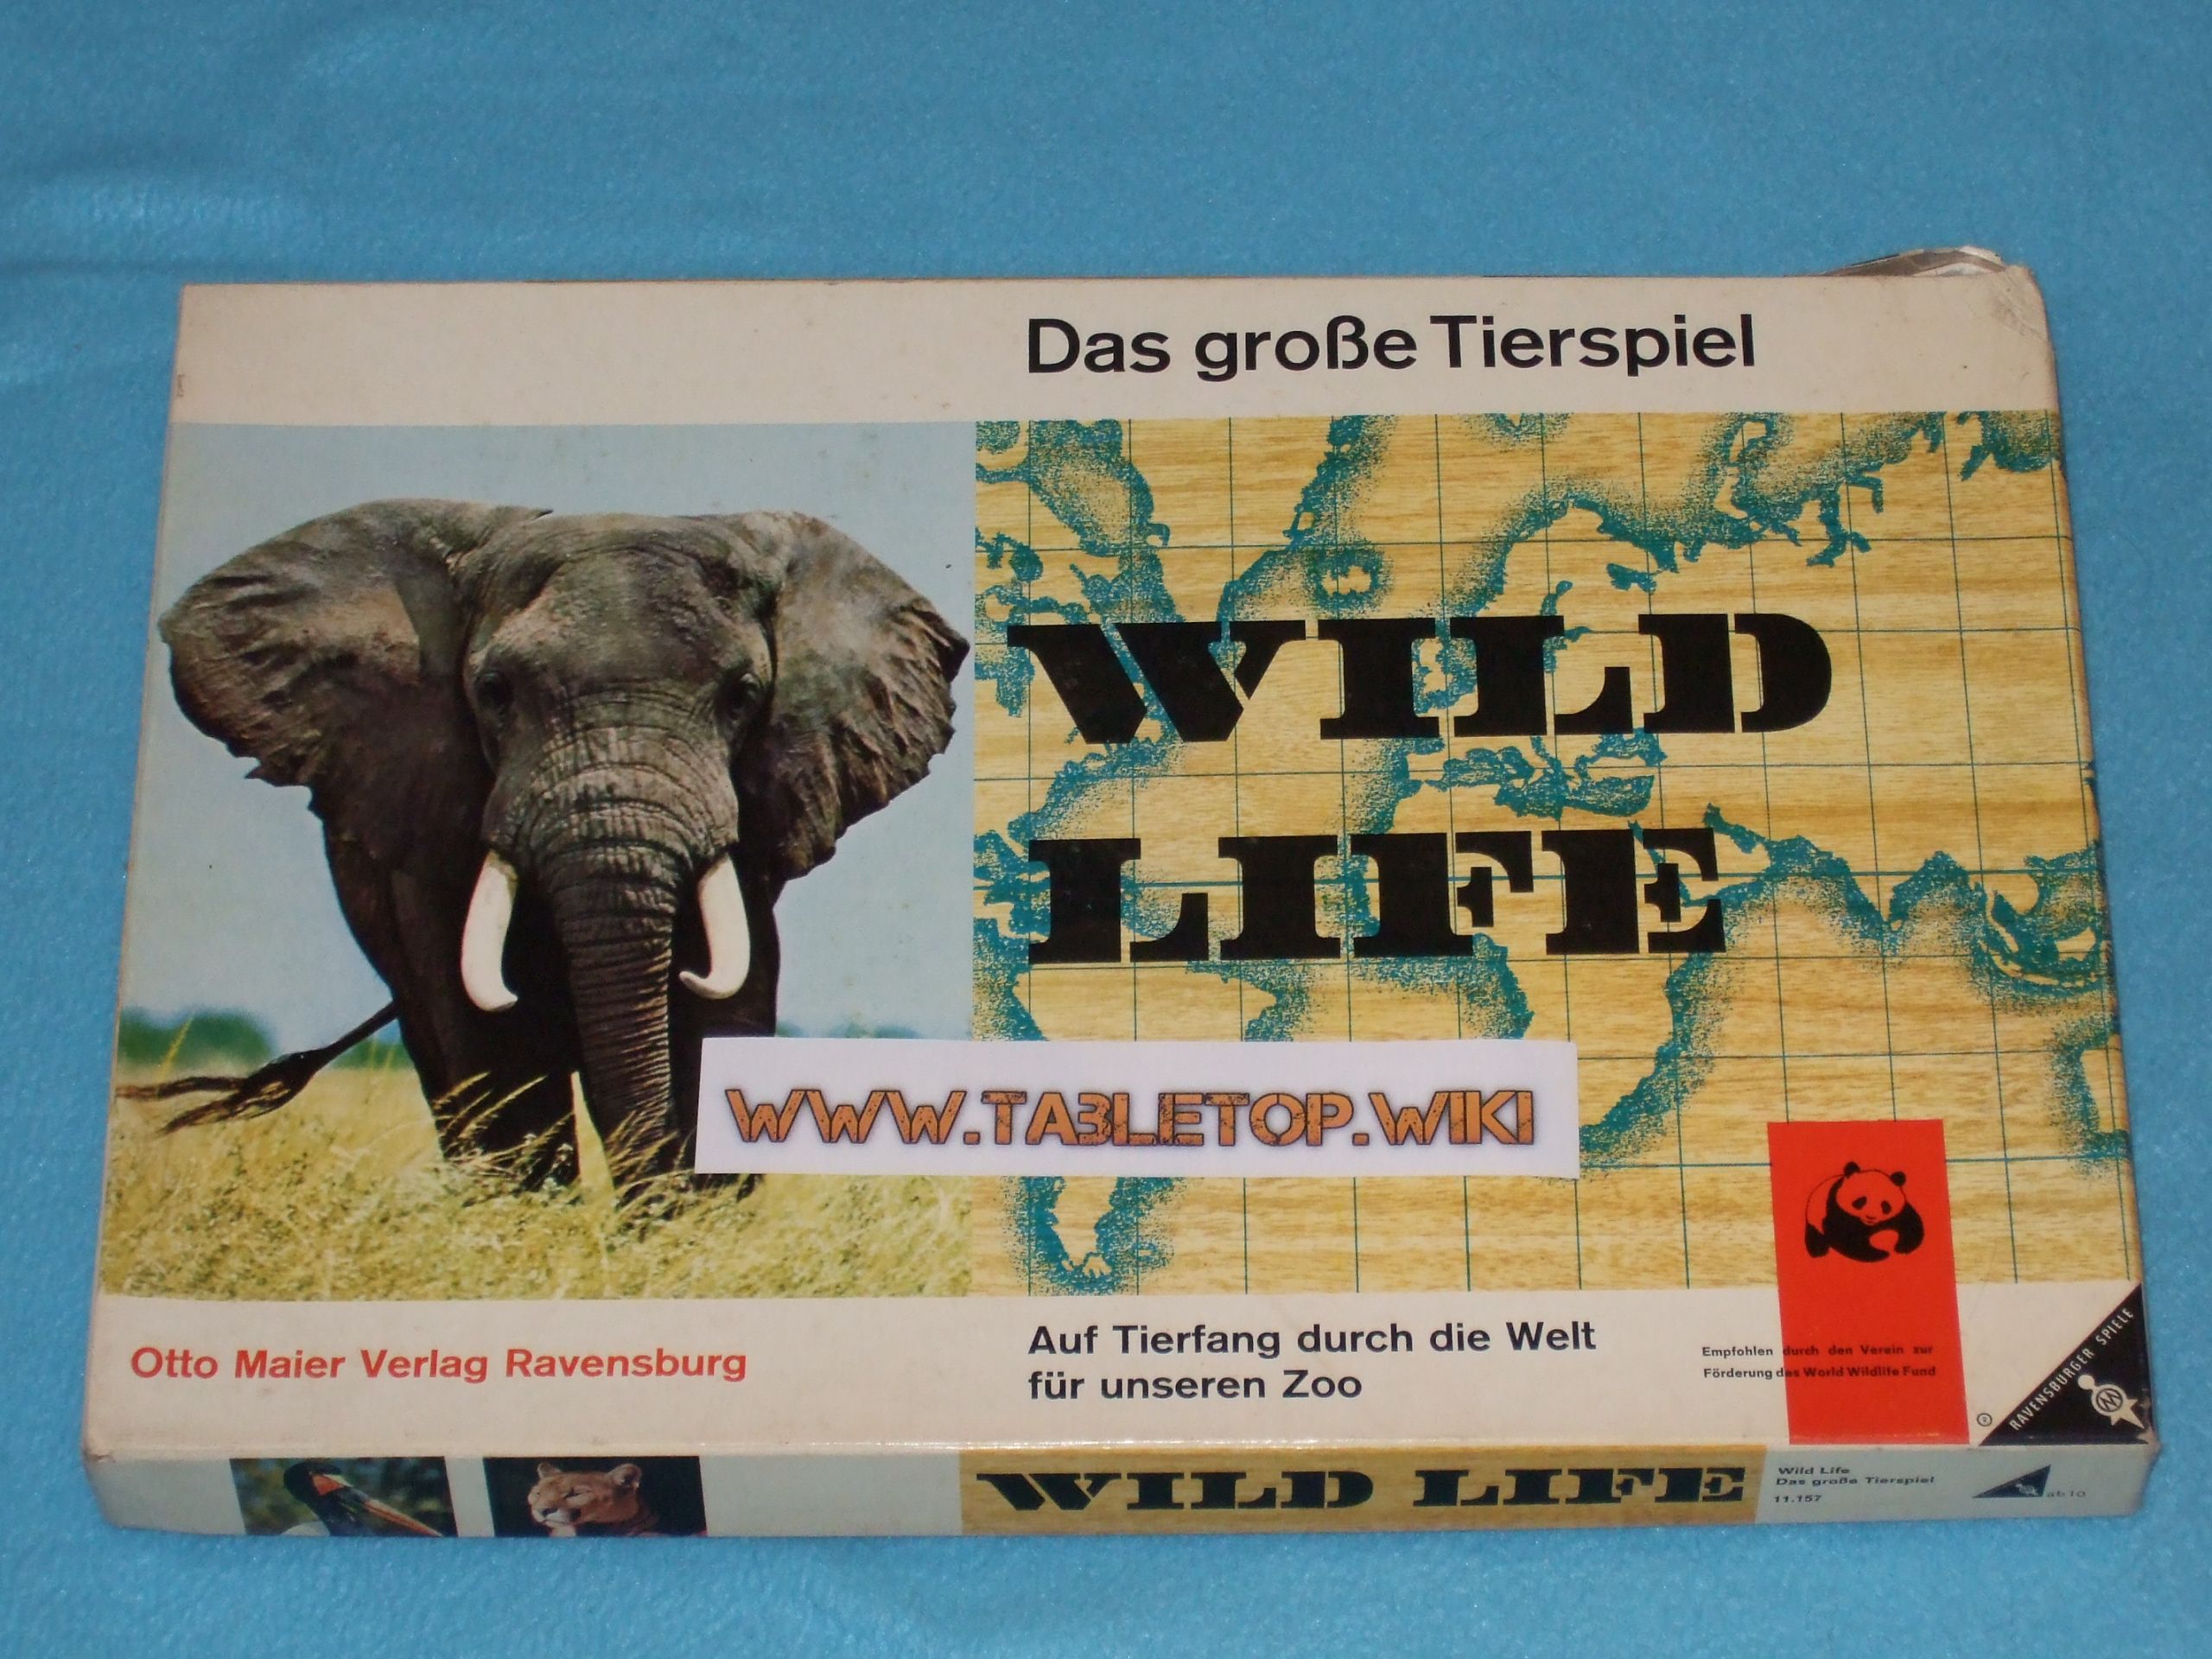 Das große Tierspiel
WILD
LIFE
WWW.TABLETOP.WIKI
Otto Maier Verlag Ravensburg
Auf Tierfang durch die Welt
für unseren Zoo
Empfohlen durch den Verein zur
Förderung des World Wildlife Fund
®
RAVENSBURGER SPIELE
WILD LIFE
Wild Life
Das große Tierspiel
11.157
ab 10